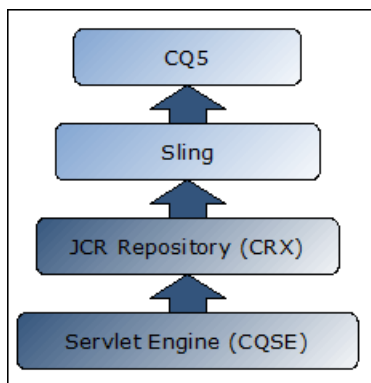 CQ5
Sling
JCR Repository (CRX)
Servlet Engine (CQSE)